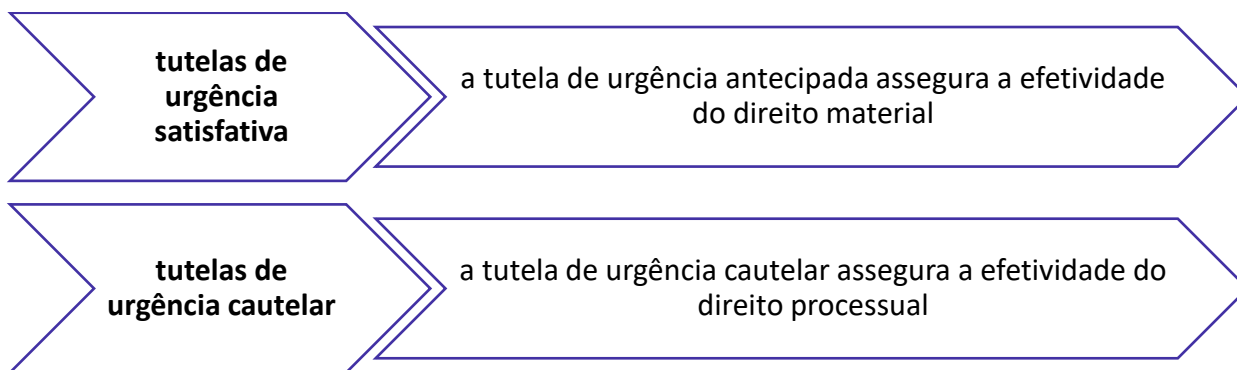 tutelas de
urgência
satisfativa
a tutela de urgência antecipada assegura a efetividade
do direito material
tutelas de
urgência cautelar
a tutela de urgência cautelar assegura a efetividade do
direito processual